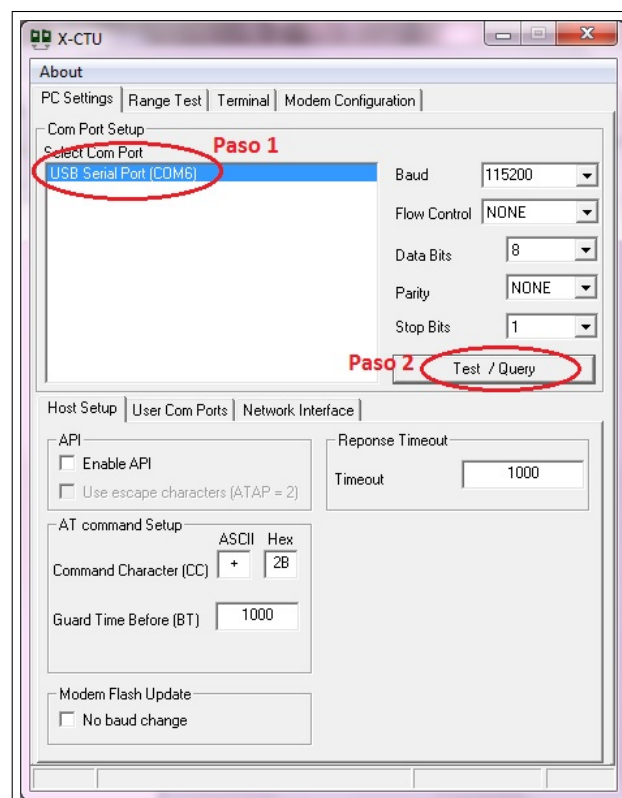 X-CTU
About
PC Settings Range Test Terminal Modem Configuration
Com Port Setup
Select Com Port
Paso 1
USB Serial Port (COM6)
Baud 115200
Flow Control NONE
Data Bits 8
Parity NONE
Stop Bits 1
Paso 2
Test / Query
Host Setup User Com Ports Network Interface
API
Enable API
Use escape characters (ATAP = 2)
Reponse Timeout
Timeout 1000
AT command Setup
ASCII Hex
Command Character (CC) + 2B
Guard Time Before (BT) 1000
Modem Flash Update
No baud change